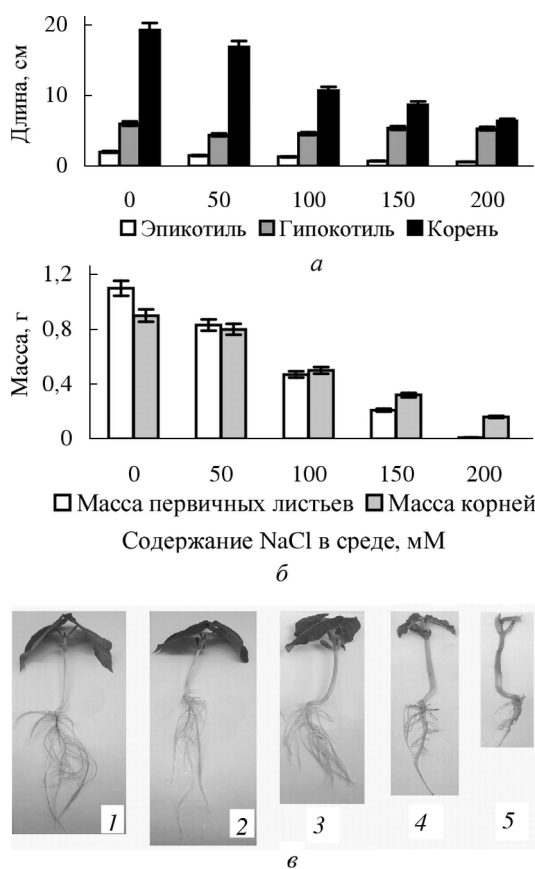 20
10
0
Длина, см
0 50 100 150 200
Эпикотиль Гипокотиль Корень
а
1,2
0,8
0,4
0
Масса, г
0 50 100 150 200
Масса первичных листьев Масса корней
Содержание NaCl в среде, мМ
б
1 2 3 4 5
в